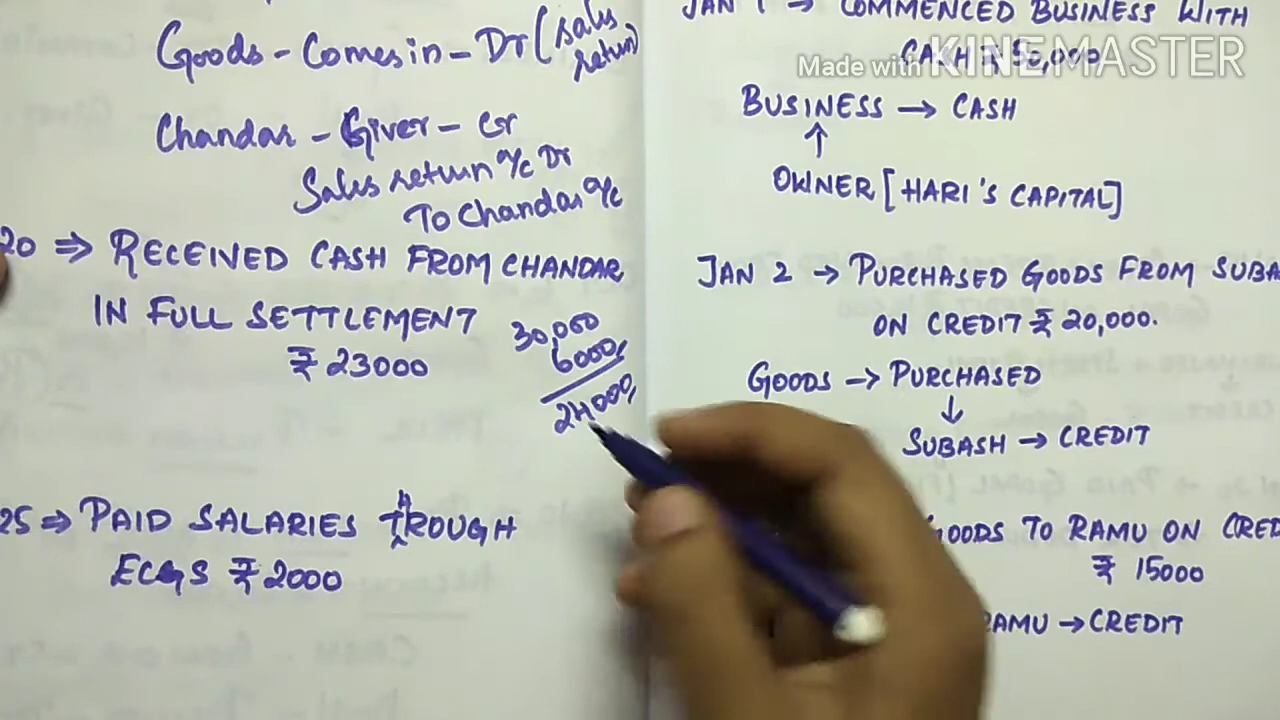 Goods - Comes in - Dr (Sales return)
Chandar - Giver - Cr
Sales return a/c Dr
To Chandar a/c
20 ⇒ RECEIVED CASH FROM CHANDAR
IN FULL SETTLEMENT
₹ 23000
30,000
6000
24000
25 ⇒ PAID SALARIES THROUGH
ECS ₹ 2000
JAN 1 → COMMENCED BUSINESS WITH
CASH ₹
Made with KINEMASTER
BUSINESS → CASH
↑
OWNER [HARI'S CAPITAL]
JAN 2 → PURCHASED GOODS FROM SUBA
ON CREDIT ₹ 20,000.
GOODS → PURCHASED
↓
SUBASH → CREDIT
GOODS TO RAMU ON CRED
₹ 15000
RAMU → CREDIT